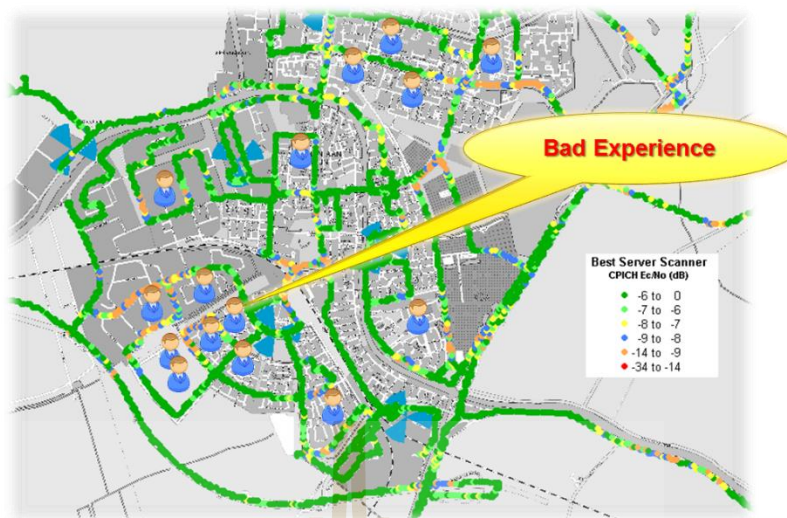 Bad Experience
Best Server Scanner
CPICH Ec/No (dB)
-6 to 0
-7 to -6
-8 to -7
-9 to -8
-14 to -9
-34 to -14